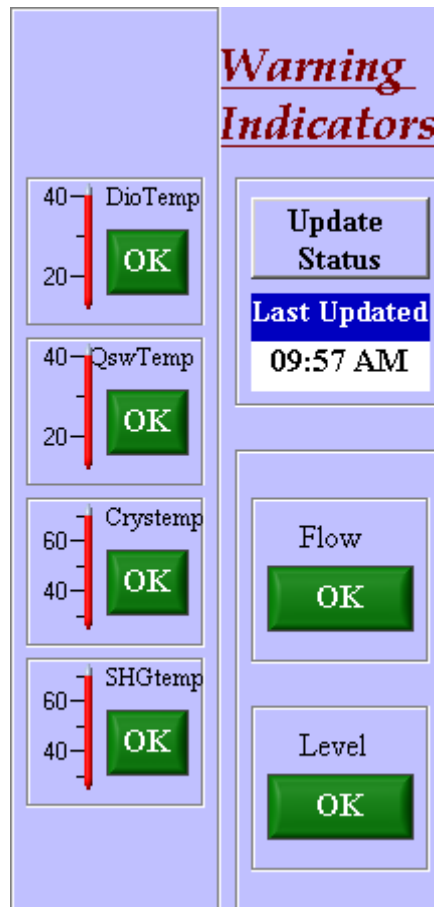 Warning
Indicators
40
DioTemp
OK
20
Update
Status
Last Updated
09:57 AM
40
QswTemp
OK
20
Crystemp
60
OK
40
Flow
OK
SHGtemp
60
OK
40
Level
OK